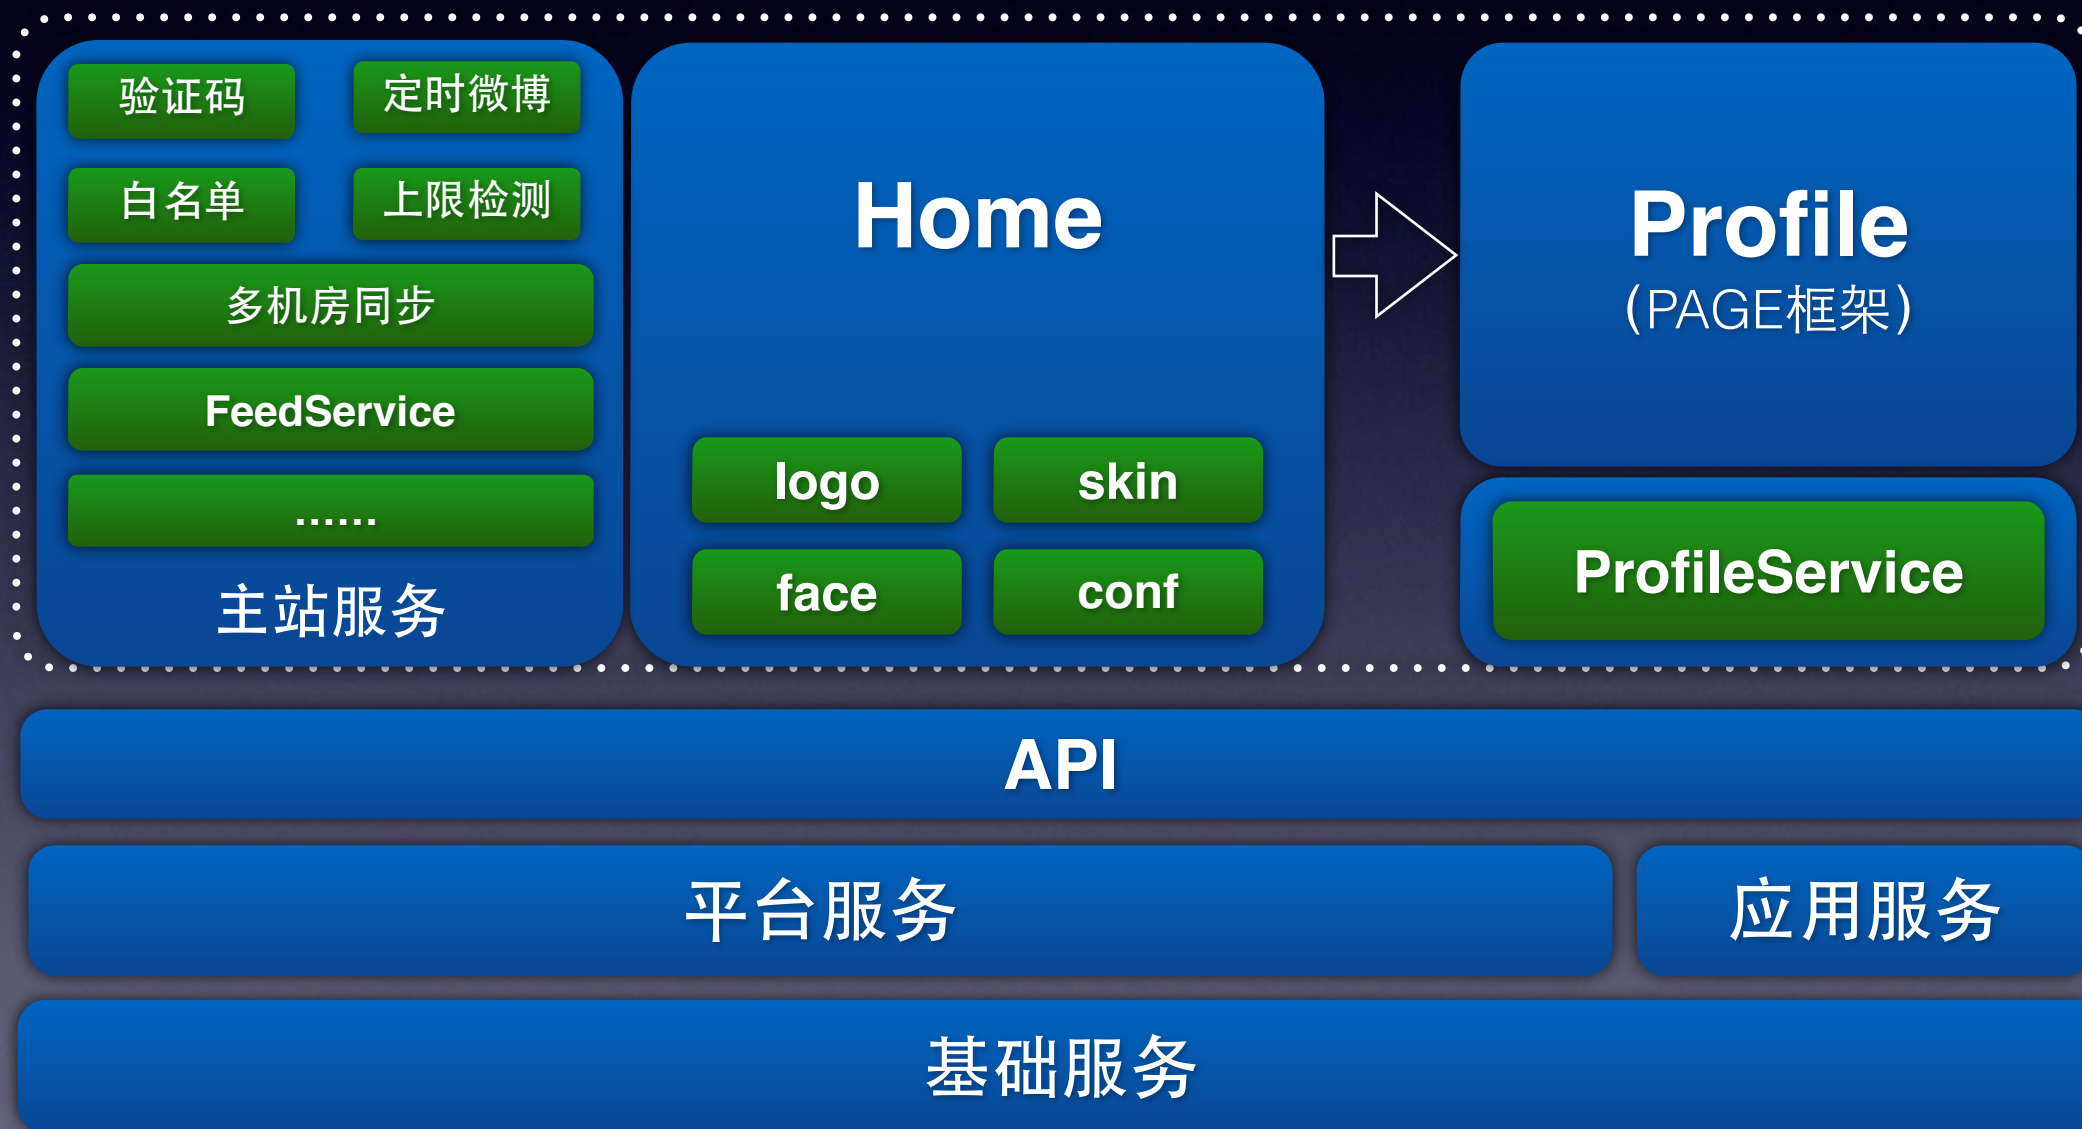 验证码
定时微博
白名单
上限检测
多机房同步
FeedService
......
主站服务
Home
logo
skin
face
conf
Profile
(PAGE框架)
ProfileService
API
平台服务
应用服务
基础服务